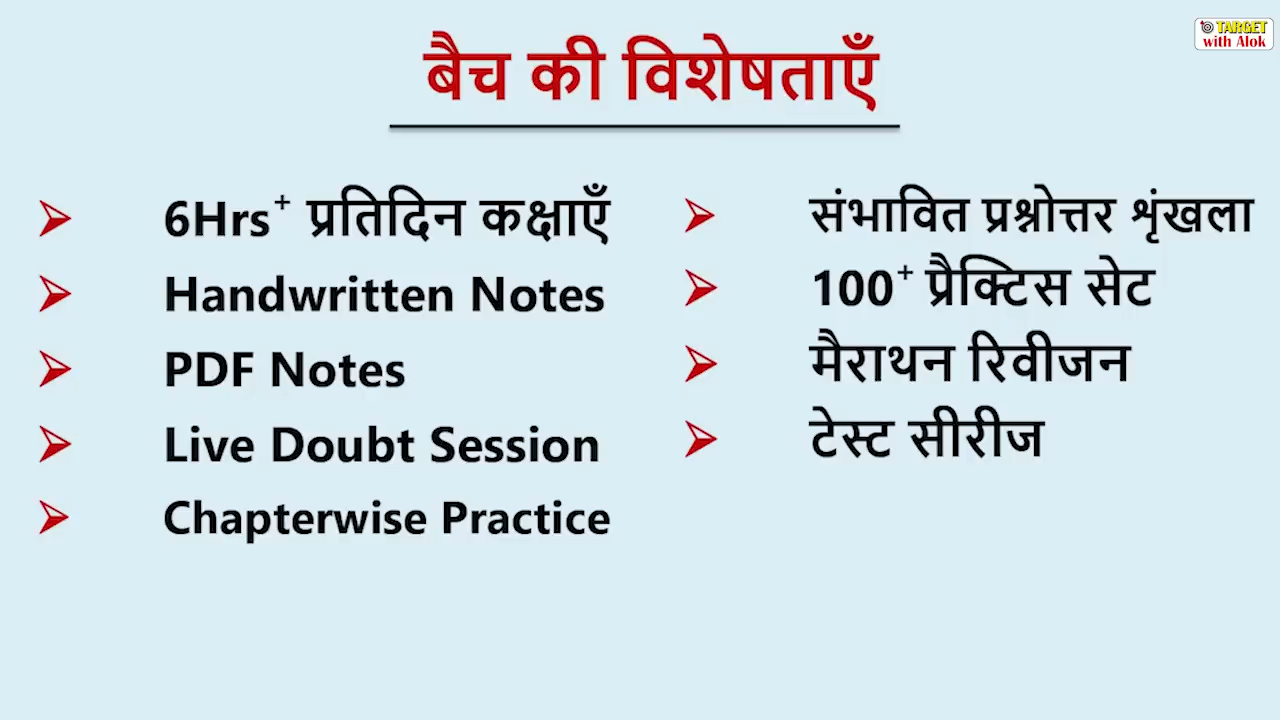 TARGET
with Alok
बैच की विशेषताएँ
6Hrs+ प्रतिदिन कक्षाएँ
Handwritten Notes
PDF Notes
Live Doubt Session
Chapterwise Practice
संभावित प्रश्नोत्तर शृंखला
100+ प्रैक्टिस सेट
मैराथन रिवीजन
टेस्ट सीरीज